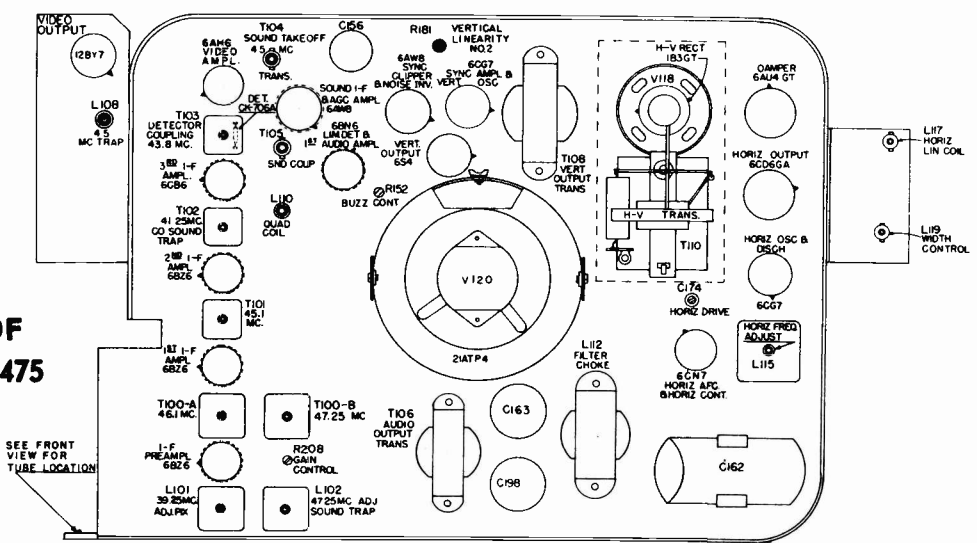 VIDEO
OUTPUT
12BY7
L108
4.5
MC TRAP
6AH6
VIDEO
AMPL.
T104
SOUND TAKEOFF
4.5 MC
TRANS.
C156
R181
VERTICAL
LINEARITY
NO.2
DET.
CK-706A
SOUND I-F
& AGC AMPL
6AW8
6AW8
SYNC
CLIPPER
& NOISE INV.
6CG7
SYNC AMPL &
VERT OSC
H-V RECT
1B3GT
V118
DAMPER
6AU4 GT
T103
DETECTOR
COUPLING
43.8 MC.
T105
SND COUP
6BN6
LIM DET &
1ST AUDIO AMPL
VERT.
OUTPUT
6S4
T108
VERT
OUTPUT
TRANS
L117
HORIZ
LIN COIL
3RD I-F
AMPL.
6CB6
R152
BUZZ CONT
HORIZ OUTPUT
6CD6GA
T102
41.25MC.
CO SOUND
TRAP
L110
QUAD
COIL
H-V TRANS.
T110
L119
WIDTH
CONTROL
2ND I-F
AMPL
6BZ6
V120
HORIZ OSC &
DISCH
6CG7
T101
45.1
MC.
C174
HORIZ DRIVE
OF
475
1ST I-F
AMPL
6BZ6
21ATP4
L112
FILTER
CHOKE
6CN7
HORIZ AFC
& HORIZ CONT.
HORIZ FREQ
ADJUST
L115
T100-A
46.1 MC.
T100-B
47.25 MC
T106
AUDIO
OUTPUT
TRANS
C163
SEE FRONT
VIEW FOR
TUBE LOCATION
I-F
PREAMPL
6BZ6
R208
GAIN
CONTROL
C162
L101
39.25MC.
ADJ. PIX
L102
47.25MC ADJ
SOUND TRAP
C198